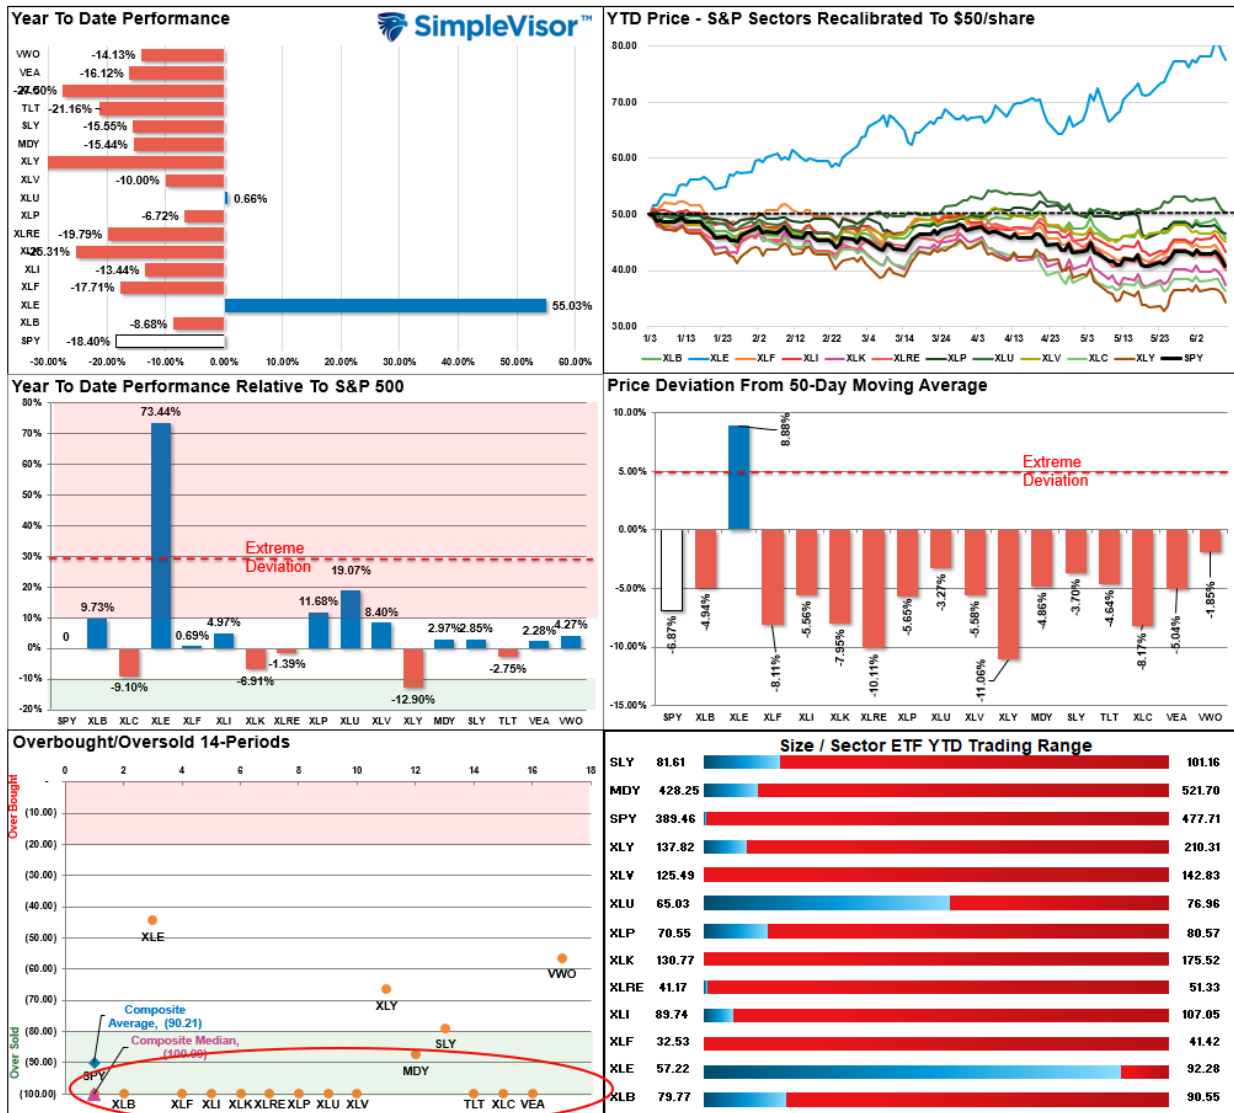 Year To Date Performance
SimpleVisor
VWO -14.13%
VEA -16.12%
TLT -21.16%
SLY -15.55%
MDY -15.44%
XLY
XLV -10.00%
XLU 0.66%
XLP -6.72%
XLRE -19.79%
XLI -13.44%
XLF -17.71%
XLE 55.03%
XLB -8.68%
SPY -18.40%
-30.00% -20.00% -10.00% 0.00% 10.00% 20.00% 30.00% 40.00% 50.00% 60.00%
YTD Price - S&P Sectors Recalibrated To $50/share
80.00
70.00
60.00
50.00
40.00
30.00
1/3 1/13 1/23 2/2 2/12 2/22 3/4 3/14 3/24 4/3 4/13 4/23 5/3 5/13 5/23 6/2
XLB XLE XLF XLI XLK XLRE XLP XLU XLV XLC XLY SPY
Year To Date Performance Relative To S&P 500
80%
70%
60%
50%
40%
30%
20%
10%
0%
-10%
-20%
73.44%
Extreme
Deviation
19.07%
0 9.73% -9.10% 0.69% 4.97% -6.91% -1.39% 11.68% 8.40% -12.90% 2.97% 2.85% -2.75% 2.28% 4.27%
SPY XLB XLC XLE XLF XLI XLK XLRE XLP XLU XLV XLY MDY SLY TLT VEA VWO
Price Deviation From 50-Day Moving Average
10.00%
5.00%
0.00%
-5.00%
-10.00%
-15.00%
Extreme
Deviation
-6.87% -4.94% 8.88% -8.11% -5.56% -7.95% -10.11% -5.65% -3.27% -5.58% -11.06% -4.86% -3.70% -4.64% -8.17% -5.04% -1.85%
SPY XLB XLE XLF XLI XLK XLRE XLP XLU XLV XLY MDY SLY TLT XLC VEA VWO
Overbought/Oversold 14-Periods
0 2 4 6 8 10 12 14 16 18
-
(10.00)
(20.00)
(30.00)
(40.00)
(50.00)
(60.00)
(70.00)
(80.00)
(90.00)
(100.00)
Over Bought
Over Sold
XLE
VWO
XLY
Composite
Average, (90.21)
Composite Median,
(100.00)
SLY
MDY
SPY
XLB XLF XLI XLK XLRE XLP XLU XLV TLT XLC VEA
Size / Sector ETF YTD Trading Range
SLY 81.61 101.16
MDY 428.25 521.70
SPY 389.46 477.71
XLY 137.82 210.31
XLV 125.49 142.83
XLU 65.03 76.96
XLP 70.55 80.57
XLK 130.77 175.52
XLRE 41.17 51.33
XLI 89.74 107.05
XLF 32.53 41.42
XLE 57.22 92.28
XLB 79.77 90.55